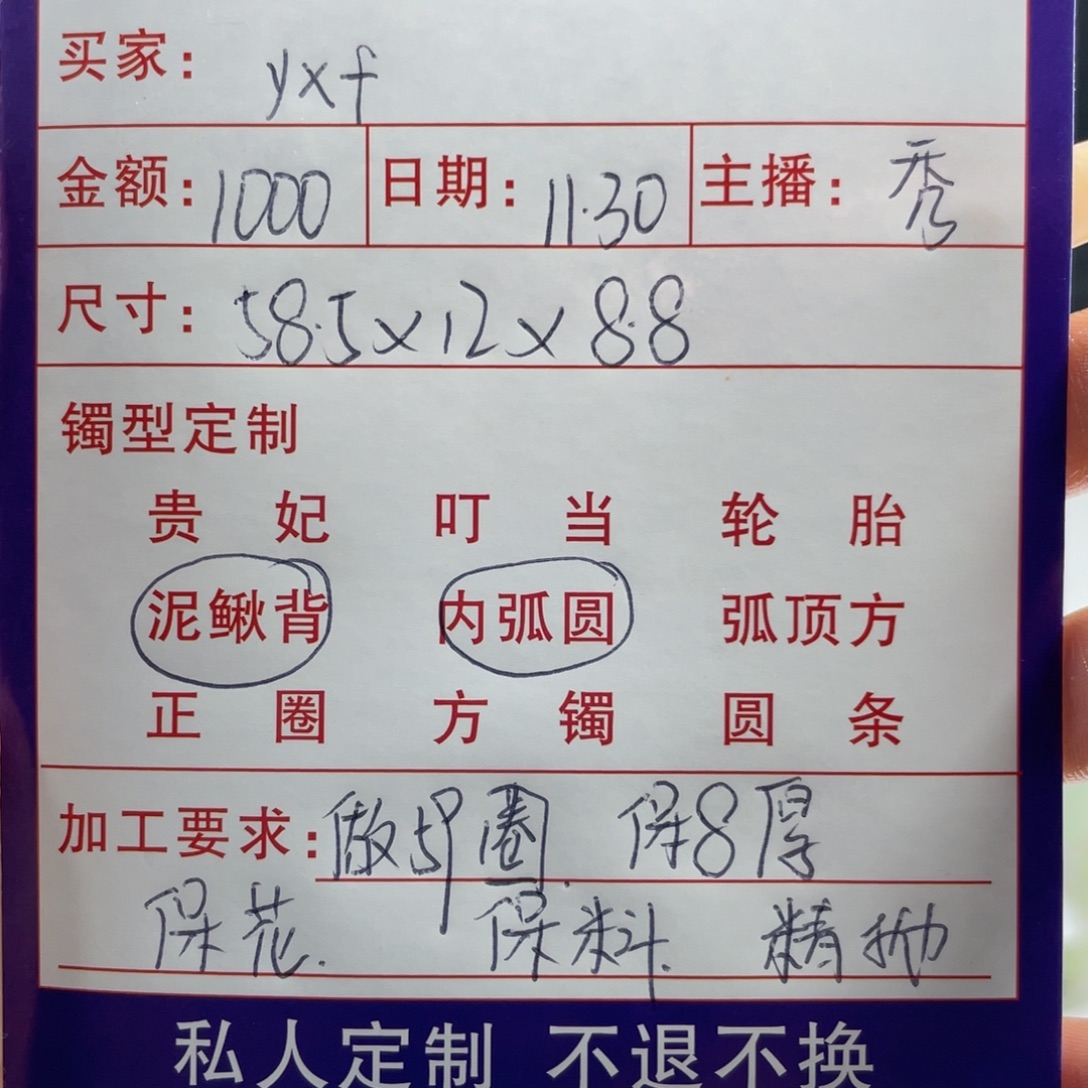 买家: yxf
金额: 1000 日期: 11.30 主播: 秀
尺寸: 58.5×12×8.8
镯型定制
贵妃 叮当 轮胎
泥鳅背 内弧圆 弧顶方
正圈 方镯 圆条
加工要求: 做 圈. 保8厚
保花. 保料. 精抛
私人定制 不退不换